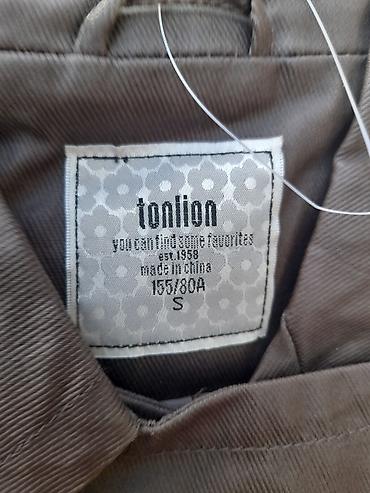 tonlion
you can find some favorites
est.1958
made in china
155/80A
S